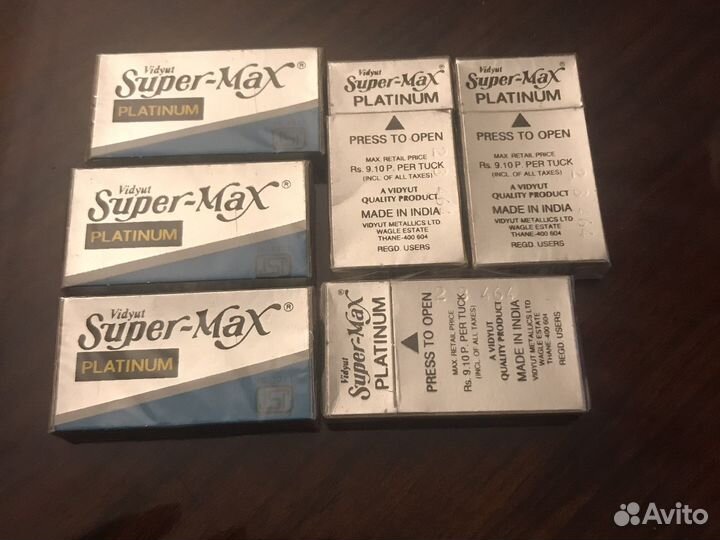 Vidyut
Super-Max®
PLATINUM
Vidyut
Super-Max®
PLATINUM
Vidyut
Super-Max®
PLATINUM
Vidyut
Super-Max®
PLATINUM
PRESS TO OPEN
MAX. RETAIL PRICE
Rs. 9.10 P. PER TUCK
(INCL. OF ALL TAXES)
A VIDYUT
QUALITY PRODUCT
MADE IN INDIA
VIDYUT METALLICS LTD
WAGLE ESTATE
THANE-400 604
REGD. USERS
Vidyut
Super-Max®
PLATINUM
PRESS TO OPEN
MAX. RETAIL PRICE
Rs. 9.10 P. PER TUCK
(INCL. OF ALL TAXES)
A VIDYUT
QUALITY PRODUCT
MADE IN INDIA
VIDYUT METALLICS LTD
WAGLE ESTATE
THANE-400 604
REGD. USERS
Vidyut
Super-Max®
PLATINUM
PRESS TO OPEN
MAX. RETAIL PRICE
Rs. 9.10 P. PER TUCK
(INCL. OF ALL TAXES)
A VIDYUT
QUALITY PRODUCT
MADE IN INDIA
VIDYUT METALLICS LTD
WAGLE ESTATE
THANE-400 604
REGD. USERS
Avito